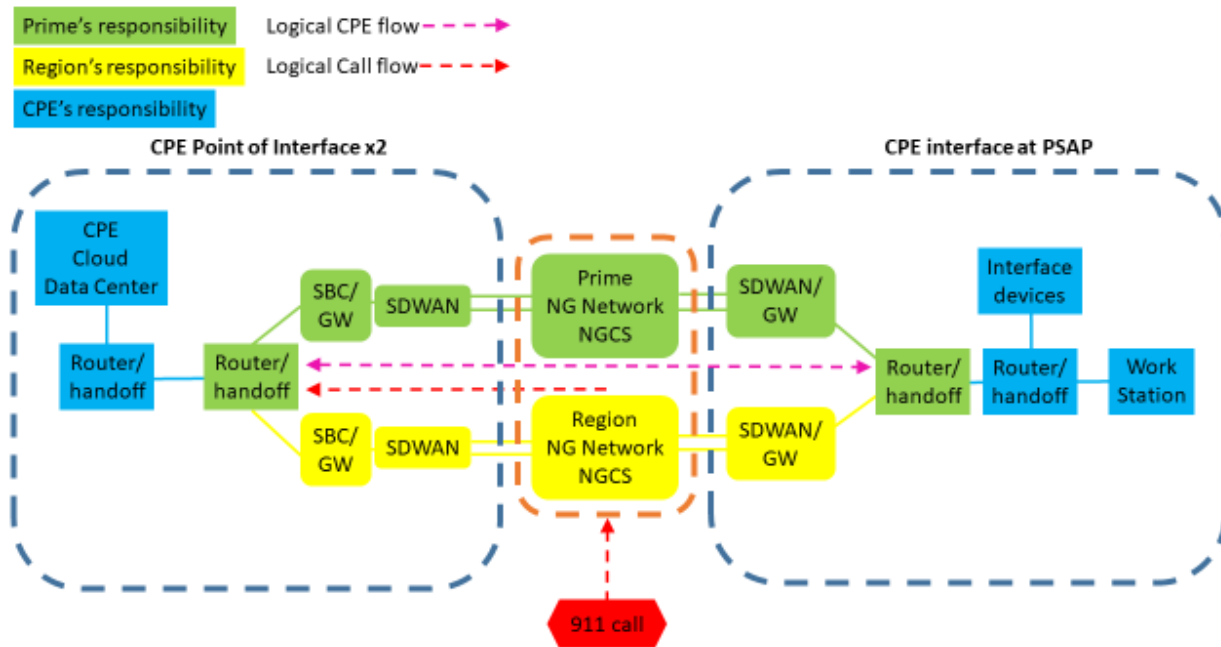 Prime's responsibility
Logical CPE flow
Region's responsibility
Logical Call flow
CPE's responsibility
CPE Point of Interface x2
CPE interface at PSAP
CPE
Cloud
Data Center
SBC/
GW
SDWAN
Prime
NG Network
NGCS
SDWAN/
GW
Interface
devices
Router/
handoff
Router/
handoff
Router/
handoff
Router/
handoff
Work
Station
SBC/
GW
SDWAN
Region
NG Network
NGCS
SDWAN/
GW
911 call